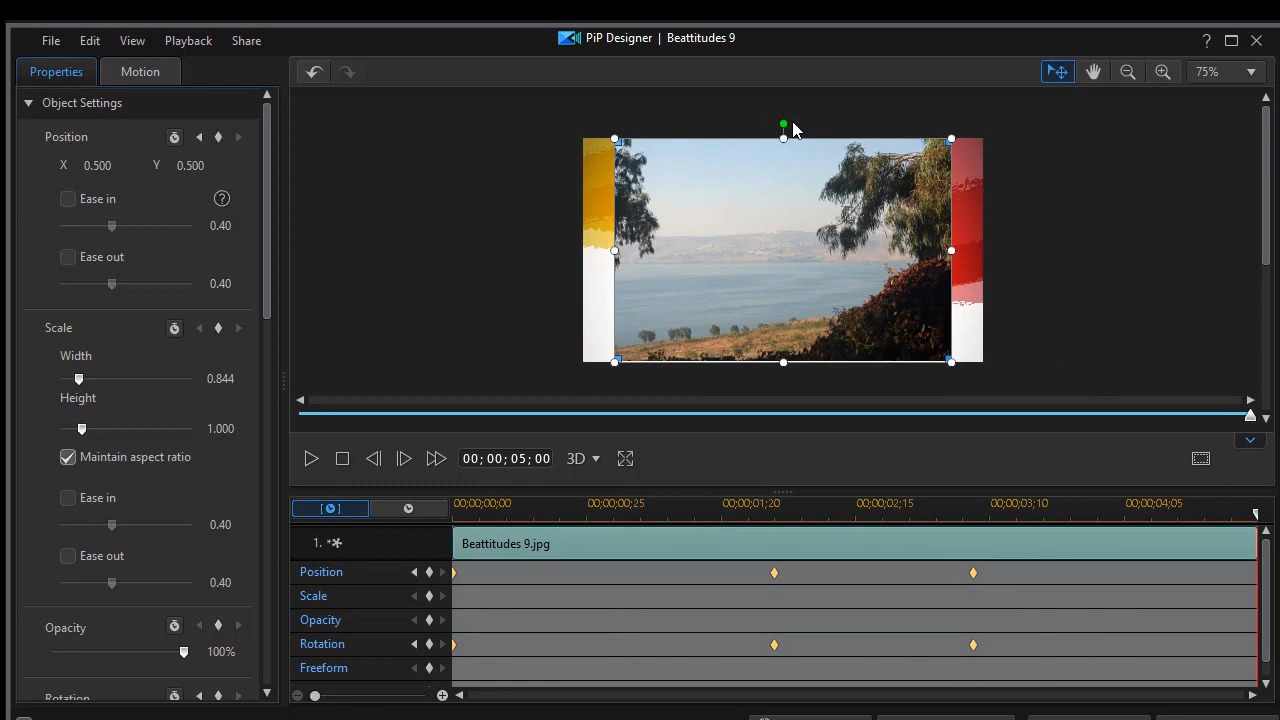 PiP Designer | Beattitudes 9
File Edit View Playback Share
?
Properties Motion
75%
Object Settings
Position
X 0.500 Y 0.500
Ease in
?
0.40
Ease out
0.40
Scale
Width
0.844
Height
1.000
Maintain aspect ratio
Ease in
0.40
Ease out
0.40
Opacity
100%
Rotation
00;00;05;00 3D
00;00;00;00 00;00;00;25 00;00;01;20 00;00;02;15 00;00;03;10 00;00;04;05
1. Beattitudes 9.jpg
Position
Scale
Opacity
Rotation
Freeform